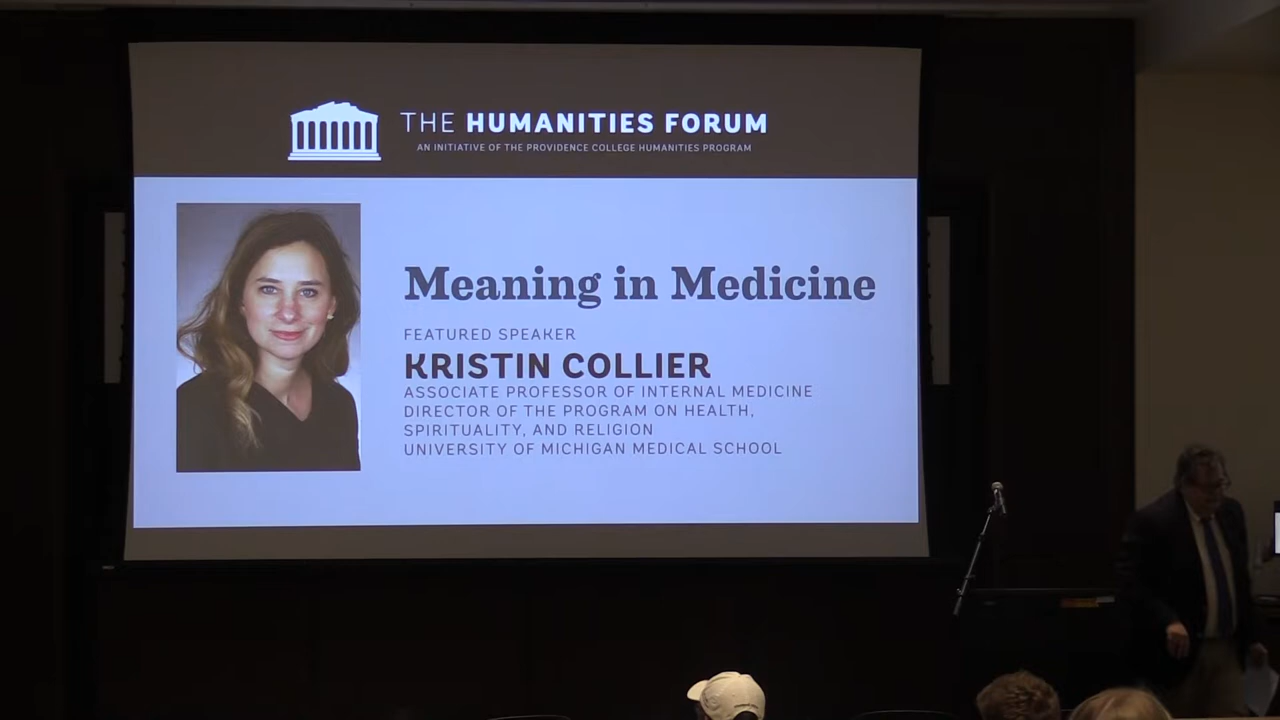 THE HUMANITIES FORUM
AN INITIATIVE OF THE PROVIDENCE COLLEGE HUMANITIES PROGRAM
Meaning in Medicine
FEATURED SPEAKER
KRISTIN COLLIER
ASSOCIATE PROFESSOR OF INTERNAL MEDICINE
DIRECTOR OF THE PROGRAM ON HEALTH,
SPIRITUALITY, AND RELIGION
UNIVERSITY OF MICHIGAN MEDICAL SCHOOL